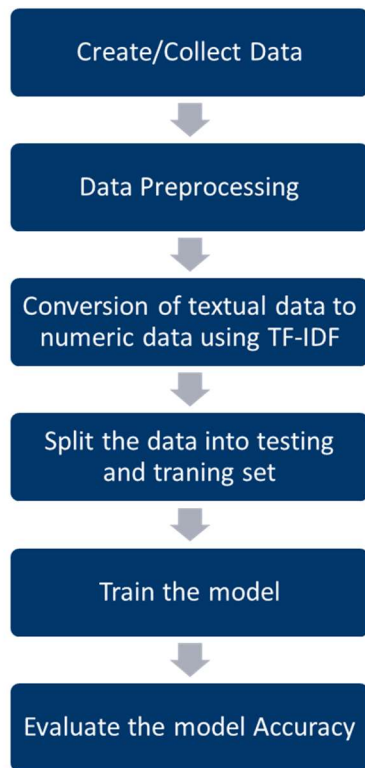 Create/Collect Data
Data Preprocessing
Conversion of textual data to
numeric data using TF-IDF
Split the data into testing
and traning set
Train the model
Evaluate the model Accuracy